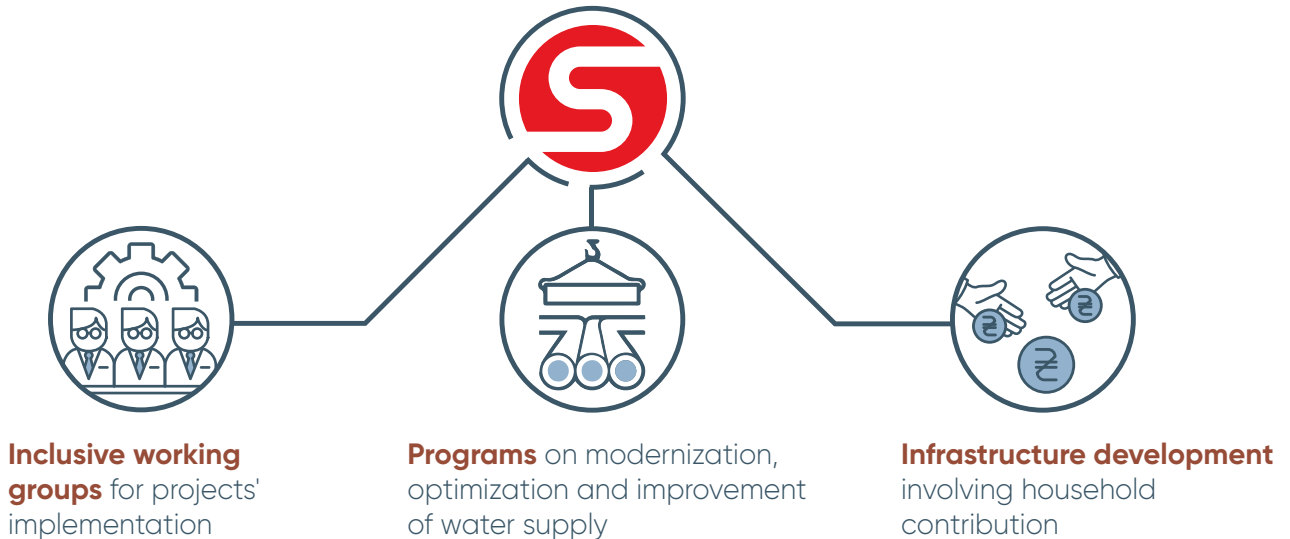 Inclusive working
groups for projects'
implementation
Programs on modernization,
optimization and improvement
of water supply
Infrastructure development
involving household
contribution